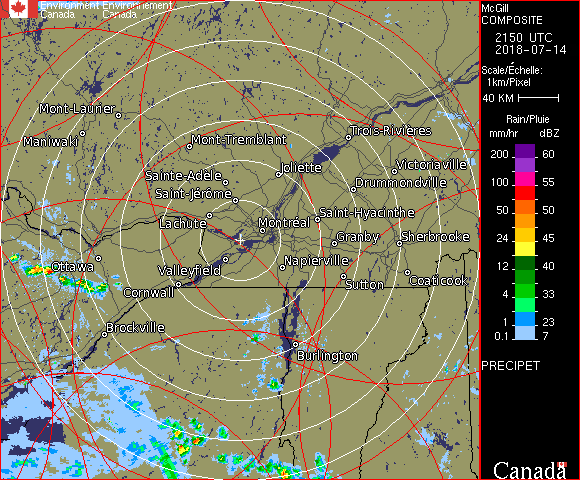 Environment Environnement
Canada Canada
McGill
COMPOSITE
2150 UTC
2018-07-14
Scale/Échelle:
1km/Pixel
40 KM
Rain/Pluie
mm/hr dBZ
200 60
100 55
50 50
24 45
12 40
4 33
1 23
0.1 7
PRECIPET
Canada
Mont-Laurier
Maniwaki
Mont-Tremblant
Trois-Rivières
Sainte-Adèle
Joliette
Victoriaville
Saint-Jérôme
Drummondville
Lachute
Montréal
Saint-Hyacinthe
Granby
Sherbrooke
Ottawa
Valleyfield
Napierville
Cornwall
Sutton
Coaticook
Brockville
Burlington